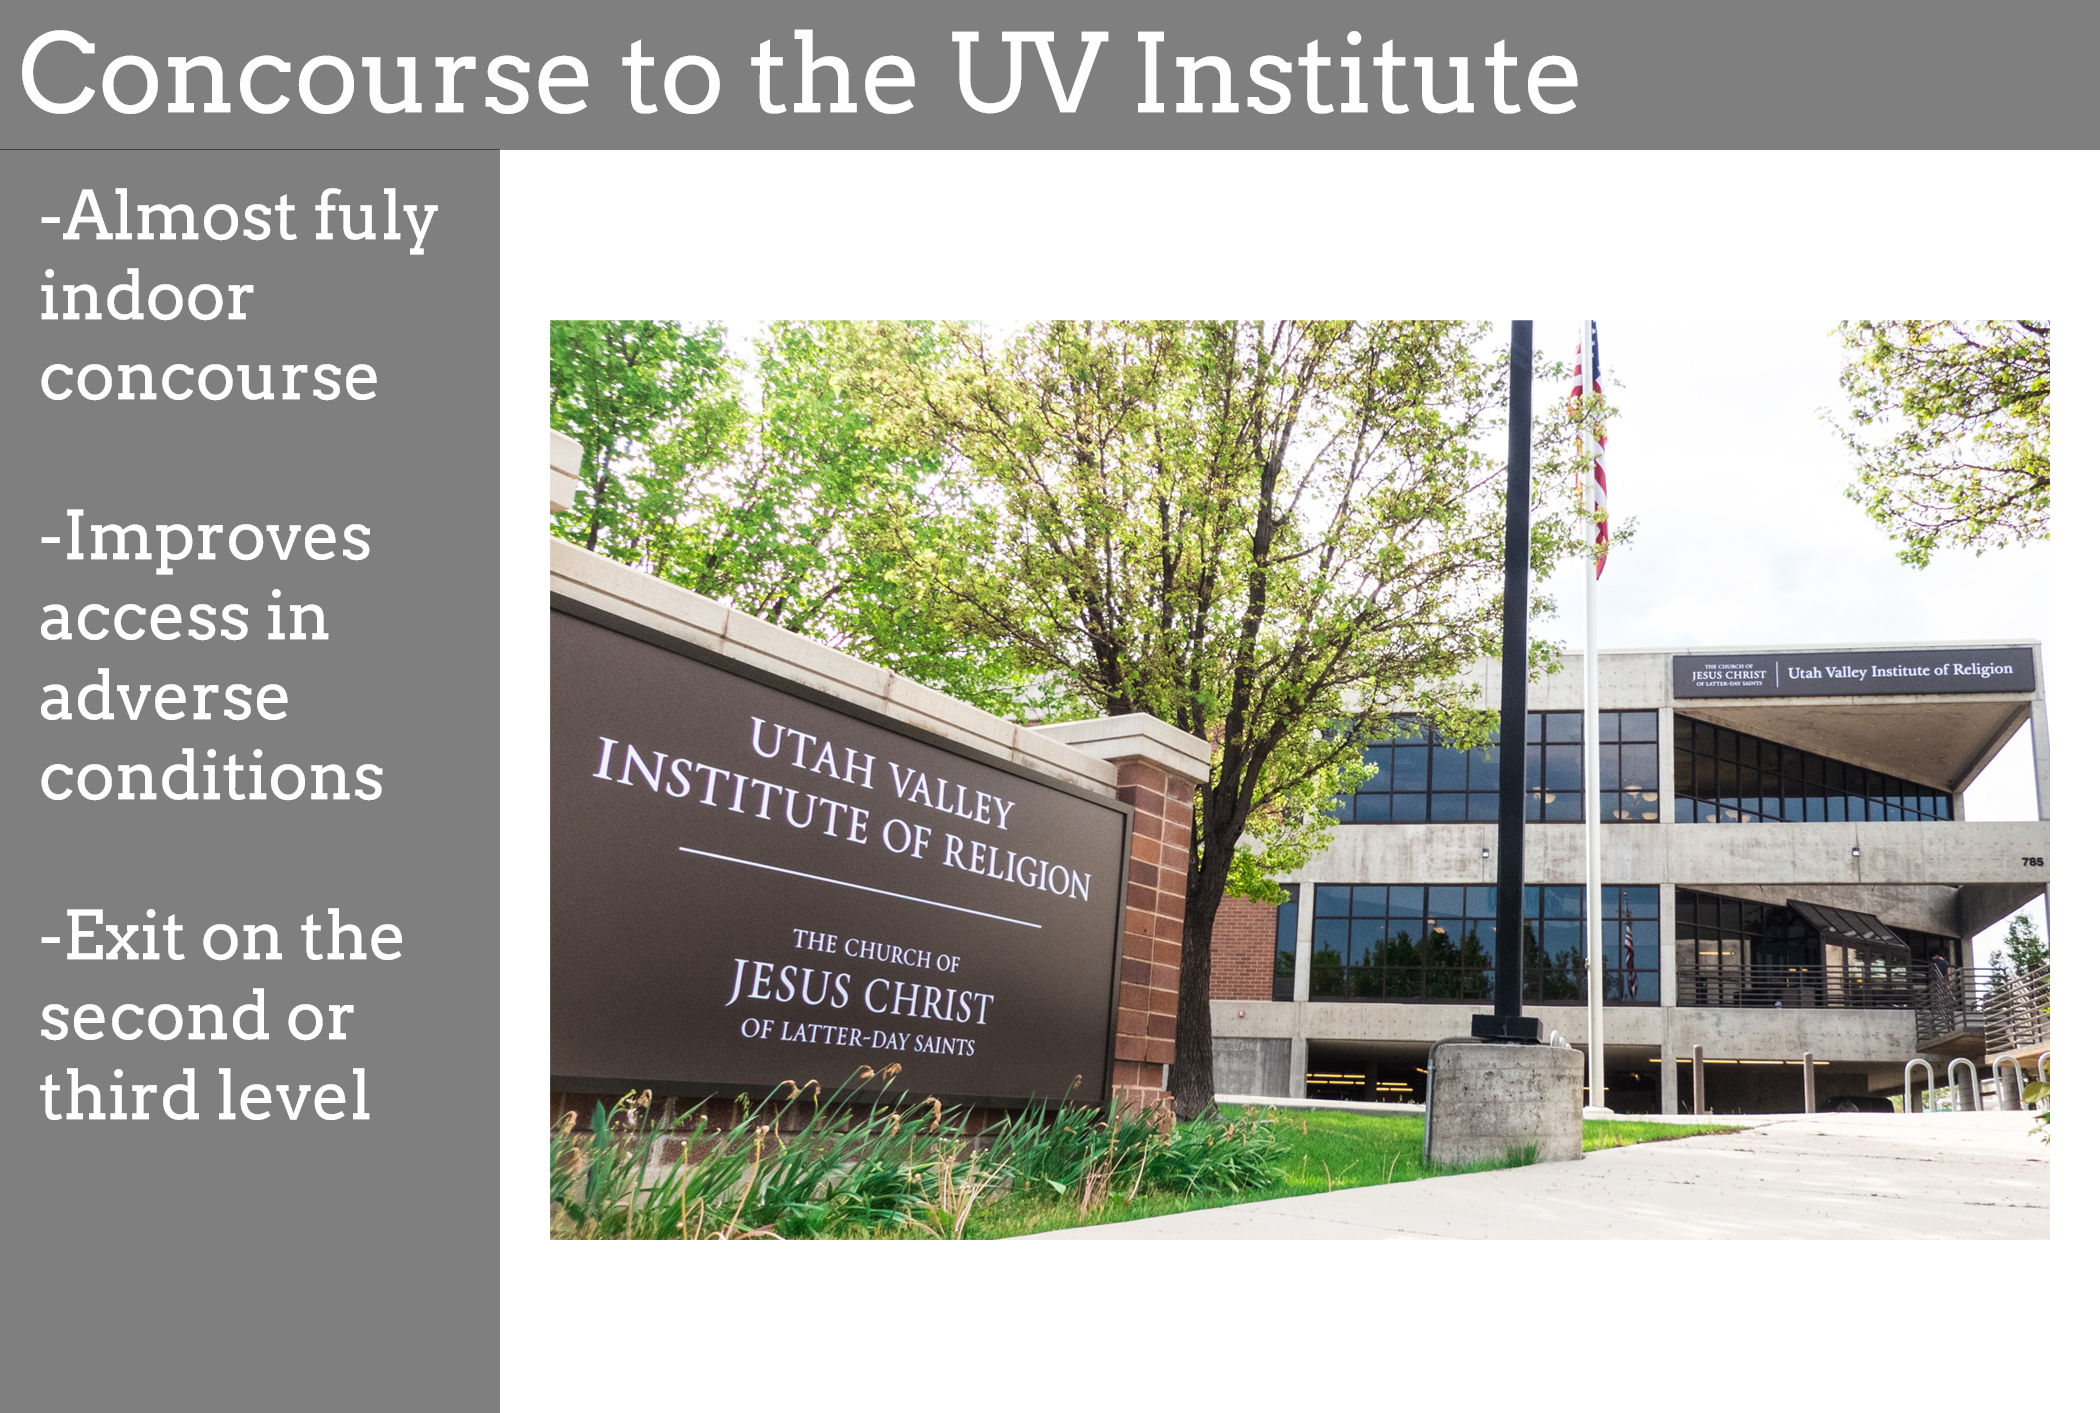 Concourse to the UV Institute
-Almost fuly
indoor
concourse
-Improves
access in
adverse
conditions
-Exit on the
second or
third level
UTAH VALLEY
INSTITUTE OF RELIGION
THE CHURCH OF
JESUS CHRIST
OF LATTER-DAY SAINTS
THE CHURCH OF
JESUS CHRIST
OF LATTER-DAY SAINTS
Utah Valley Institute of Religion
785